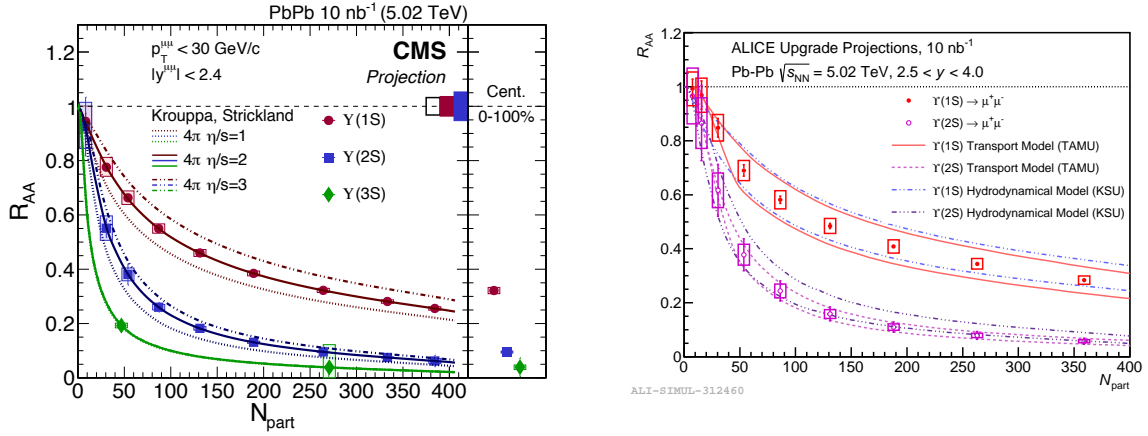 PbPb 10 nb⁻¹ (5.02 TeV)
p_T^μμ < 30 GeV/c
|y^μμ| < 2.4
CMS
Projection
Cent.
0-100%
Krouppa, Strickland
4π η/s=1
4π η/s=2
4π η/s=3
ϒ(1S)
ϒ(2S)
ϒ(3S)
R_AA
1.4
1.2
1
0.8
0.6
0.4
0.2
0
0 50 100 150 200 250 300 350 400
N_part
ALICE Upgrade Projections, 10 nb⁻¹
Pb-Pb √s_NN = 5.02 TeV, 2.5 < y < 4.0
ϒ(1S) → μ⁺μ⁻
ϒ(2S) → μ⁺μ⁻
ϒ(1S) Transport Model (TAMU)
ϒ(2S) Transport Model (TAMU)
ϒ(1S) Hydrodynamical Model (KSU)
ϒ(2S) Hydrodynamical Model (KSU)
R_AA
1.2
1
0.8
0.6
0.4
0.2
0
0 50 100 150 200 250 300 350 400
N_part
ALI-SIMUL-312460